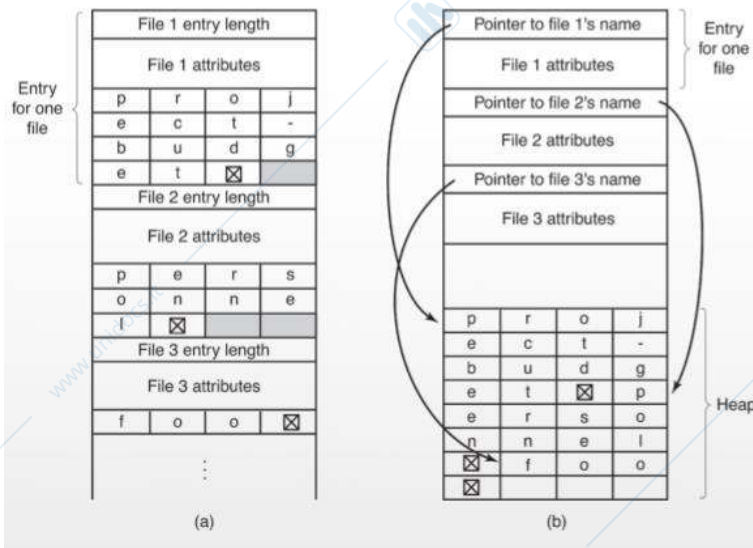 File 1 entry length
File 1 attributes
Entry
for one
file
p r o j
e c t -
b u d g
e t ☒
File 2 entry length
File 2 attributes
p e r s
o n n e
l ☒
File 3 entry length
File 3 attributes
f o o ☒
⋮
(a)
Pointer to file 1's name
Entry
for one
file
File 1 attributes
Pointer to file 2's name
File 2 attributes
Pointer to file 3's name
File 3 attributes
p r o j
e c t -
b u d g
e t ☒ p
e r s o
n n e l
☒ f o o
☒
Heap
(b)